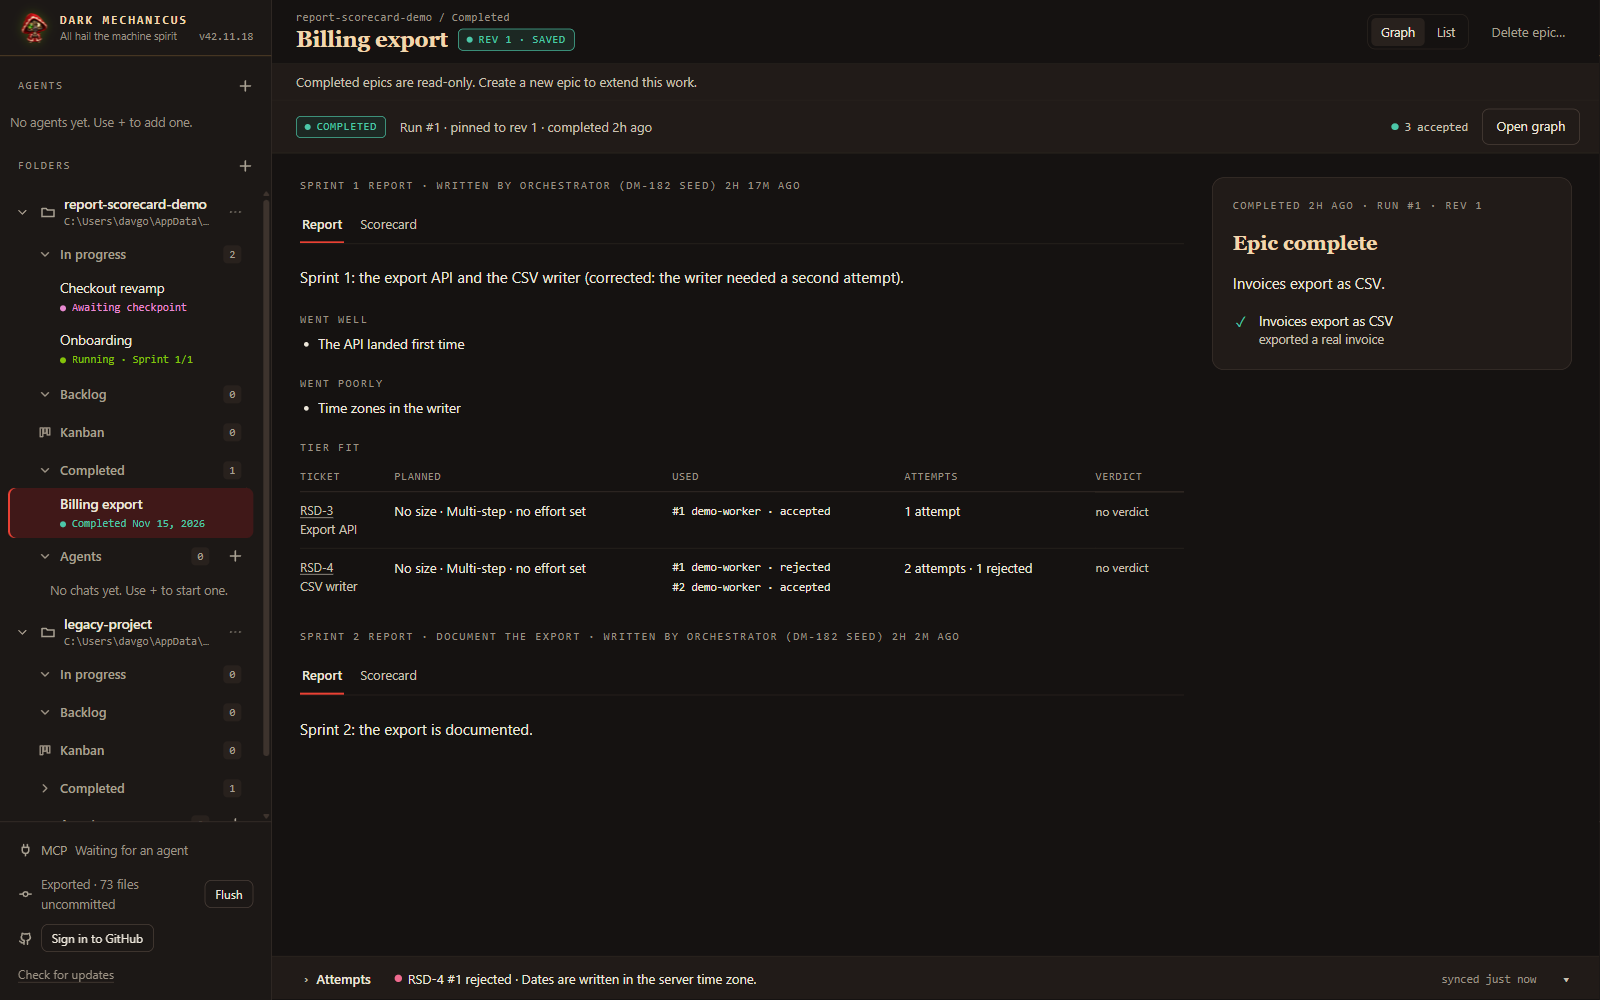 DARK MECHANICUS
All hail the machine spirit v42.11.18
AGENTS
No agents yet. Use + to add one.
FOLDERS
report-scorecard-demo
C:\Users\davgo\AppData\…
In progress 2
Checkout revamp
Awaiting checkpoint
Onboarding
Running · Sprint 1/1
Backlog 0
Kanban 0
Completed 1
Billing export
Completed Nov 15, 2026
Agents 0
No chats yet. Use + to start one.
legacy-project
C:\Users\davgo\AppData\…
In progress 0
Backlog 0
Kanban 0
Completed 1
MCP Waiting for an agent
Exported · 73 files
uncommitted
Flush
Sign in to GitHub
Check for updates
report-scorecard-demo / Completed
Billing export
REV 1 · SAVED
Graph List Delete epic...
Completed epics are read-only. Create a new epic to extend this work.
COMPLETED Run #1 · pinned to rev 1 · completed 2h ago
3 accepted Open graph
SPRINT 1 REPORT · WRITTEN BY ORCHESTRATOR (DM-182 SEED) 2H 17M AGO
Report Scorecard
Sprint 1: the export API and the CSV writer (corrected: the writer needed a second attempt).
WENT WELL
• The API landed first time
WENT POORLY
• Time zones in the writer
TIER FIT
TICKET PLANNED USED ATTEMPTS VERDICT
RSD-3 No size · Multi-step · no effort set #1 demo-worker · accepted 1 attempt no verdict
Export API
RSD-4 No size · Multi-step · no effort set #1 demo-worker · rejected 2 attempts · 1 rejected no verdict
CSV writer #2 demo-worker · accepted
SPRINT 2 REPORT · DOCUMENT THE EXPORT · WRITTEN BY ORCHESTRATOR (DM-182 SEED) 2H 2M AGO
Report Scorecard
Sprint 2: the export is documented.
COMPLETED 2H AGO · RUN #1 · REV 1
Epic complete
Invoices export as CSV.
✓ Invoices export as CSV
exported a real invoice
Attempts RSD-4 #1 rejected · Dates are written in the server time zone.
synced just now